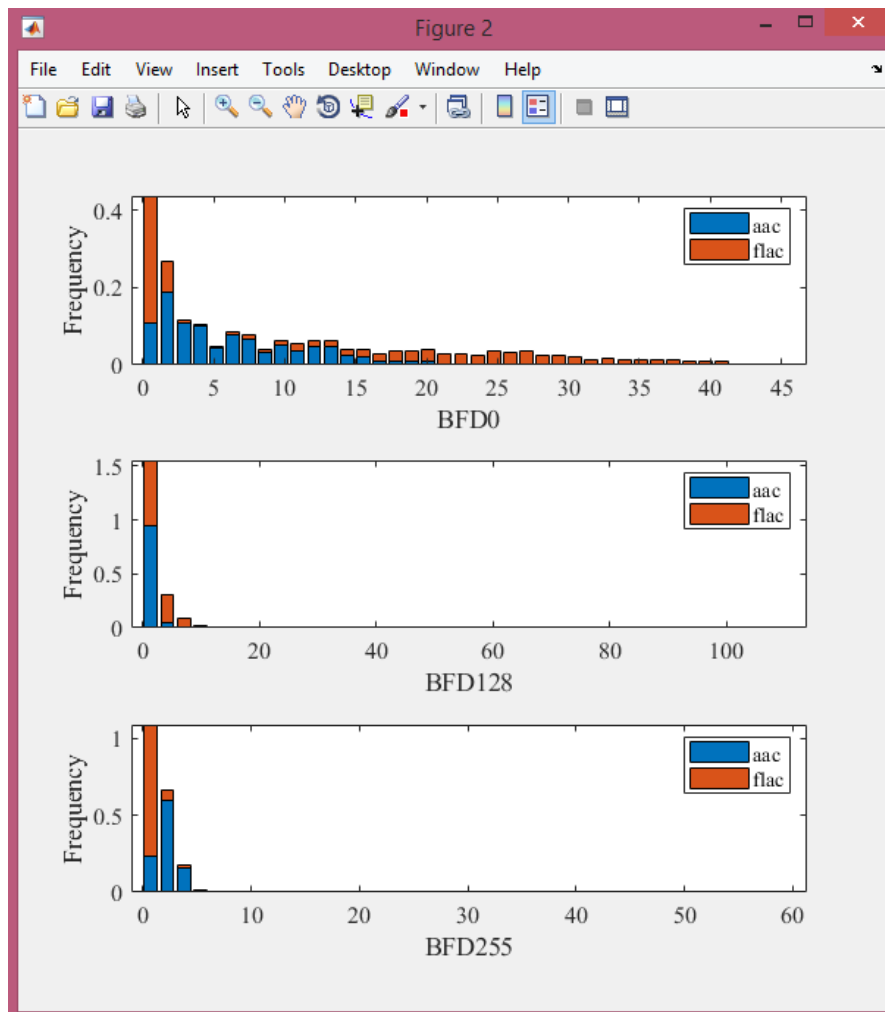 Figure 2
File Edit View Insert Tools Desktop Window Help
0.4
0.2
0
Frequency
aac
flac
0 5 10 15 20 25 30 35 40 45
BFD0
1.5
1
0.5
0
Frequency
aac
flac
0 20 40 60 80 100
BFD128
1
0.5
0
Frequency
aac
flac
0 10 20 30 40 50 60
BFD255